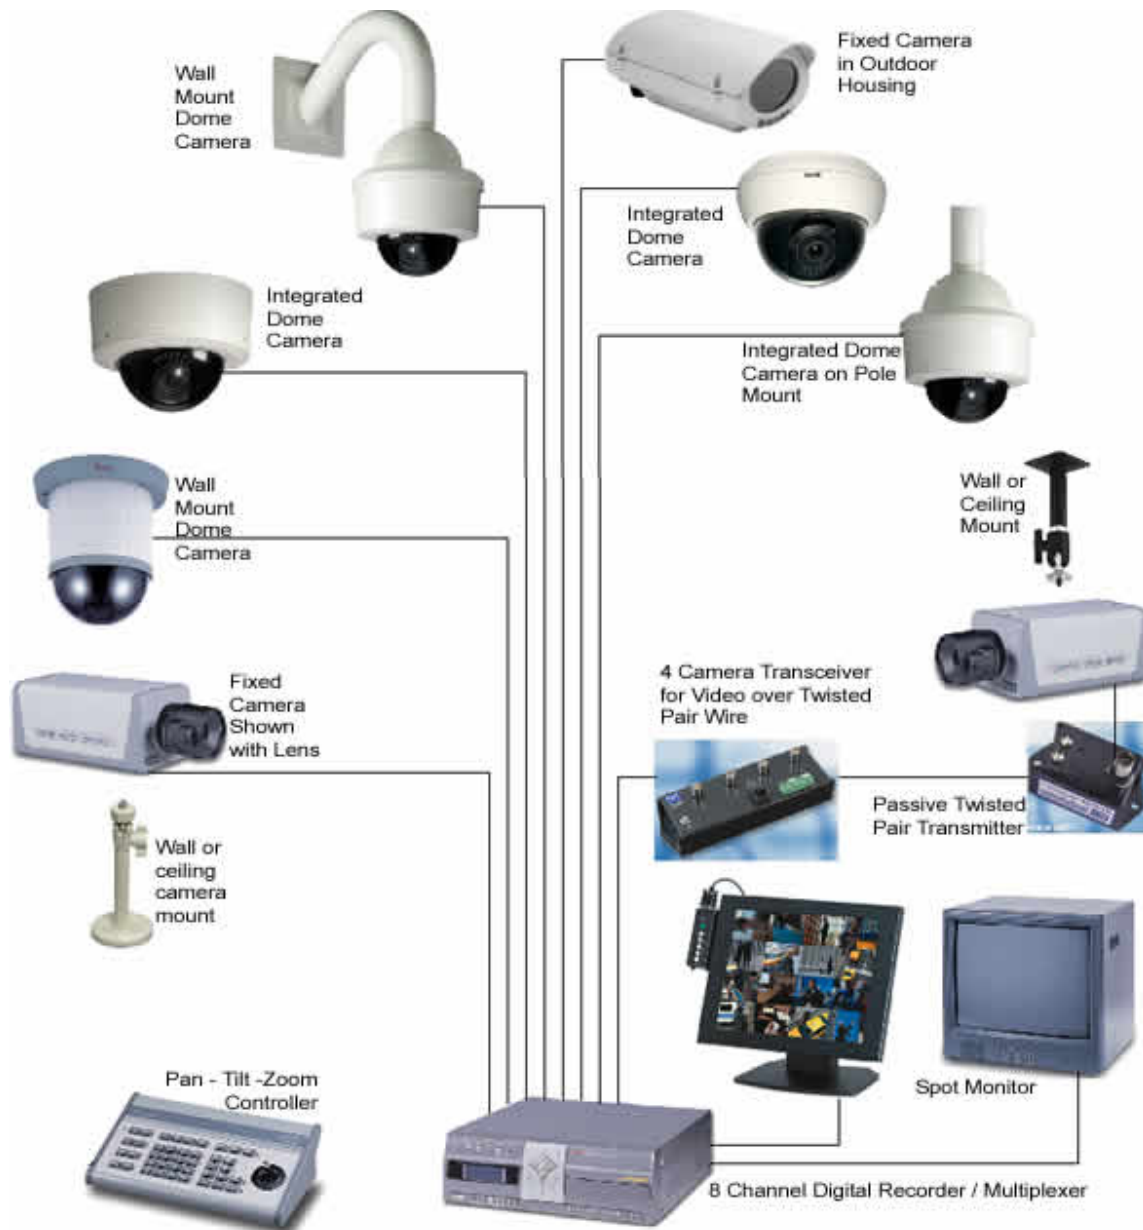 Wall
Mount
Dome
Camera
Fixed Camera
in Outdoor
Housing
Integrated
Dome
Camera
Integrated
Dome
Camera
Integrated Dome
Camera on Pole
Mount
Wall
Mount
Dome
Camera
Wall or
Ceiling
Mount
Fixed
Camera
Shown
with Lens
4 Camera Transceiver
for Video over Twisted
Pair Wire
Passive Twisted
Pair Transmitter
Wall or
ceiling
camera
mount
Spot Monitor
Pan - Tilt -Zoom
Controller
8 Channel Digital Recorder / Multiplexer